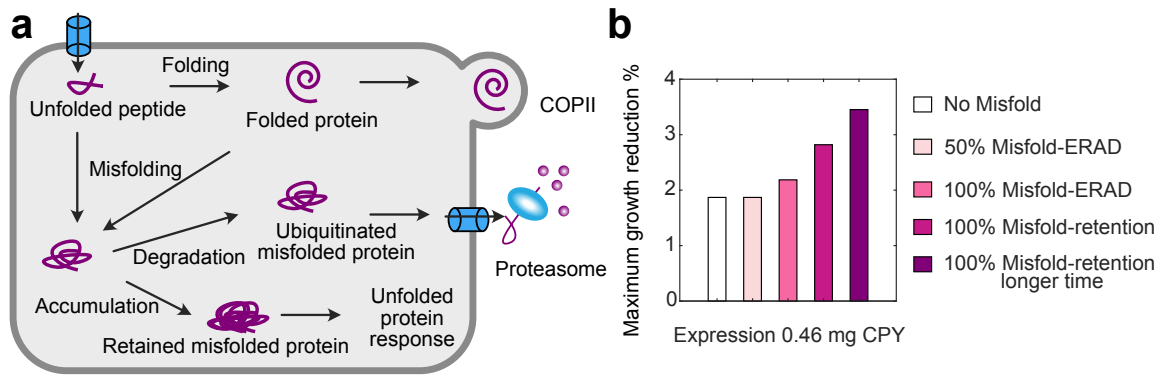 a
Folding
Unfolded peptide
Folded protein
COPII
Misfolding
Degradation
Ubiquitinated
misfolded protein
Proteasome
Accumulation
Retained misfolded protein
Unfolded
protein
response
b
Maximum growth reduction %
4
3
2
1
0
Expression 0.46 mg CPY
No Misfold
50% Misfold-ERAD
100% Misfold-ERAD
100% Misfold-retention
100% Misfold-retention
longer time